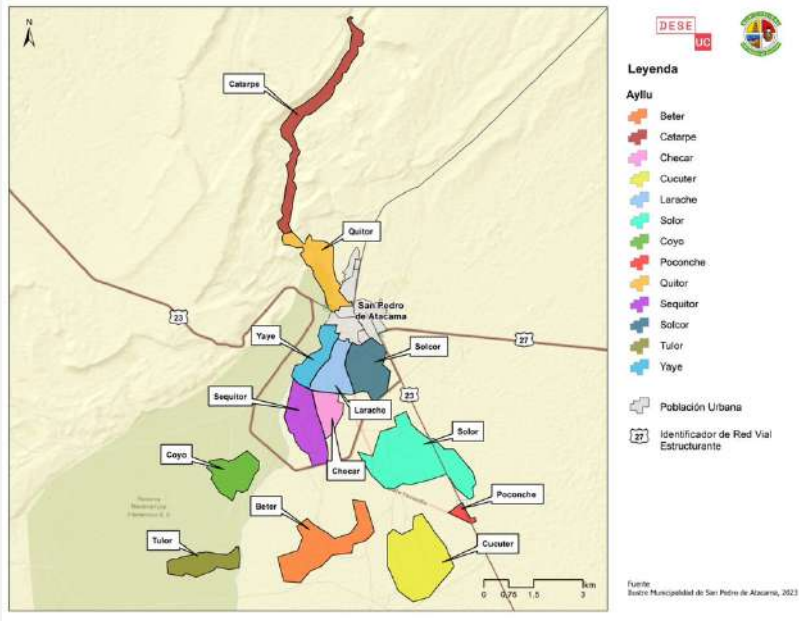 N
Catarpe
Quitor
San Pedro
de Atacama
23
27
Yaye
Solcor
Sequitor
23
Larache
Solor
Coyo
Checar
Beter
Poconche
Tulor
Cucuter
km
0 0,75 1,5 3
DESE
UC
Leyenda
Ayllu
Beter
Catarpe
Checar
Cucuter
Larache
Solor
Coyo
Poconche
Quitor
Sequitor
Solcor
Tulor
Yaye
Población Urbana
27
Identificador de Red Vial
Estructurante
Fuente
Ilustre Municipalidad de San Pedro de Atacama, 2023